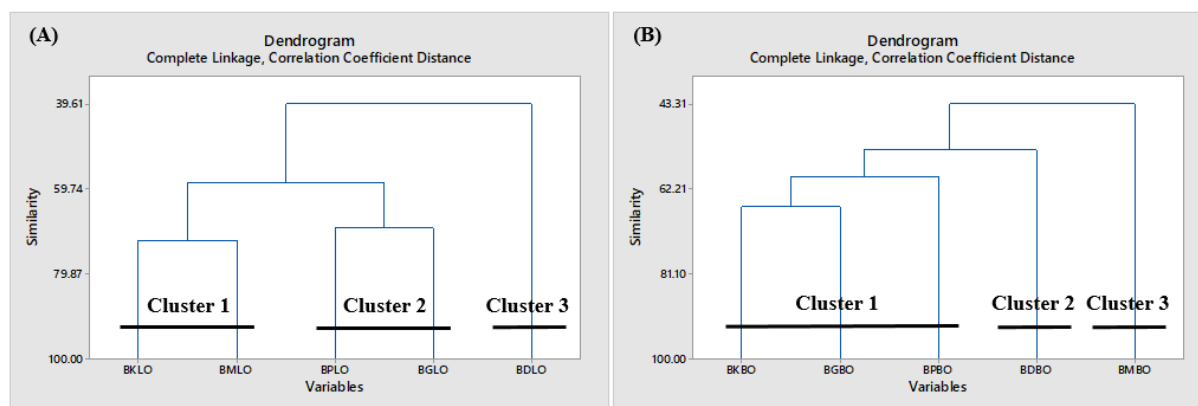 (A)
Dendrogram
Complete Linkage, Correlation Coefficient Distance
39.61
59.74
79.87
100.00
Similarity
Cluster 1
Cluster 2
Cluster 3
BKLO
BMLO
BPLO
BGLO
BDLO
Variables
(B)
Dendrogram
Complete Linkage, Correlation Coefficient Distance
43.31
62.21
81.10
100.00
Similarity
Cluster 1
Cluster 2
Cluster 3
BKBO
BGBO
BPBO
BDBO
BMBO
Variables